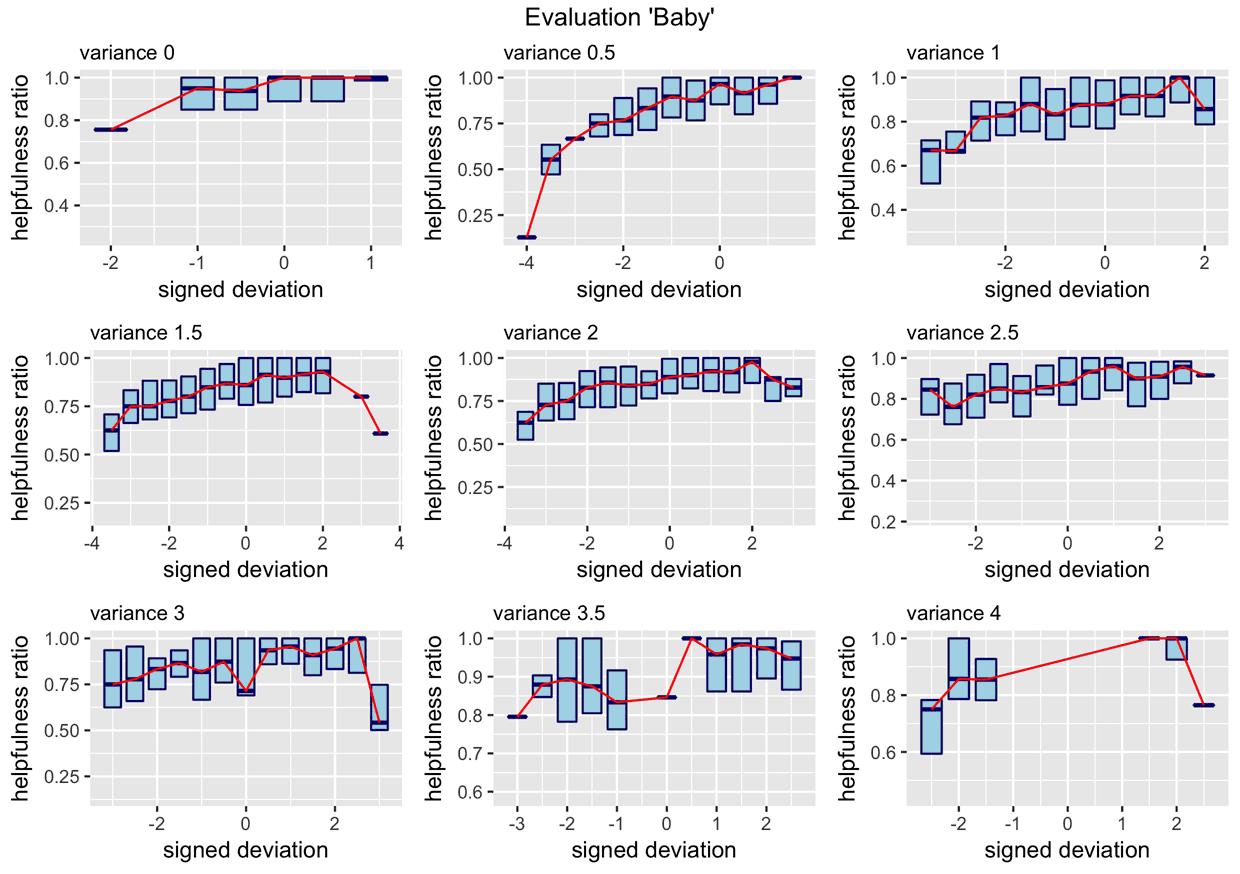 Evaluation 'Baby'
variance 0
variance 0.5
variance 1
helpfulness ratio
1.0
0.8
0.6
0.4
-2
-1
0
1
signed deviation
helpfulness ratio
1.00
0.75
0.50
0.25
-4
-2
0
signed deviation
helpfulness ratio
1.0
0.8
0.6
0.4
-2
0
2
signed deviation
variance 1.5
variance 2
variance 2.5
helpfulness ratio
1.00
0.75
0.50
0.25
-4
-2
0
2
4
signed deviation
helpfulness ratio
1.00
0.75
0.50
0.25
-4
-2
0
2
signed deviation
helpfulness ratio
1.0
0.8
0.6
0.4
0.2
-2
0
2
signed deviation
variance 3
variance 3.5
variance 4
helpfulness ratio
1.00
0.75
0.50
0.25
-2
0
2
signed deviation
helpfulness ratio
1.0
0.9
0.8
0.7
0.6
-3
-2
-1
0
1
2
signed deviation
helpfulness ratio
1.0
0.8
0.6
-2
-1
0
1
2
signed deviation